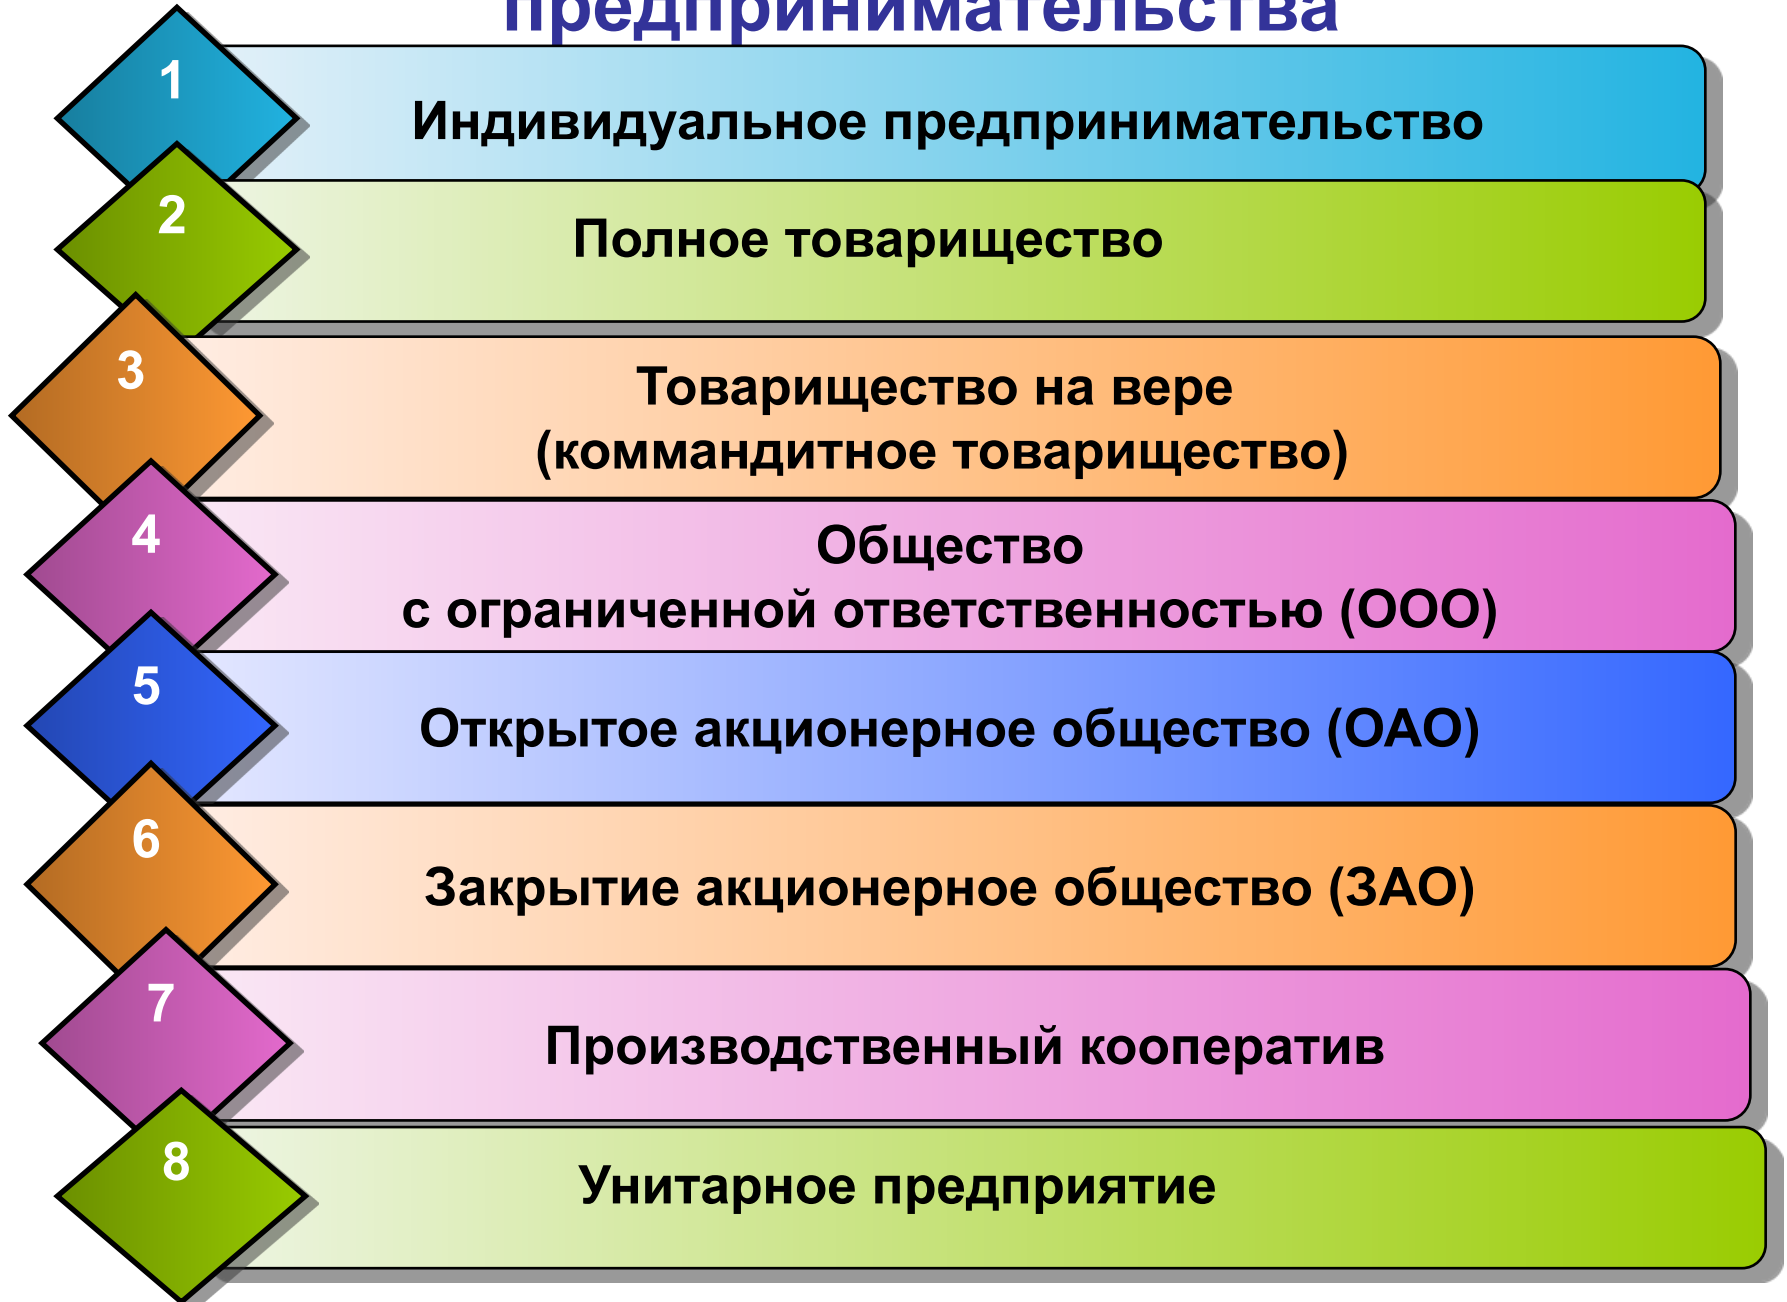 предпринимательства
1
Индивидуальное предпринимательство
2
Полное товарищество
3
Товарищество на вере
(коммандитное товарищество)
4
Общество
с ограниченной ответственностью (ООО)
5
Открытое акционерное общество (ОАО)
6
Закрытие акционерное общество (ЗАО)
7
Производственный кооператив
8
Унитарное предприятие